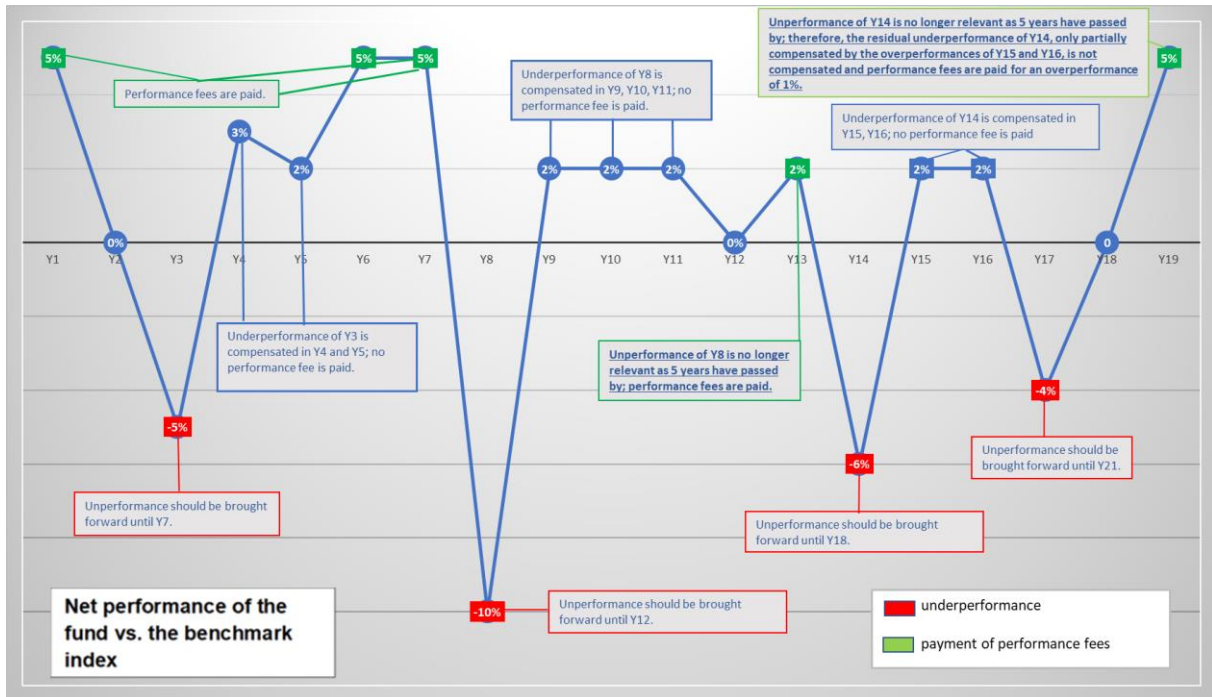 Unperformance of Y14 is no longer relevant as 5 years have passed
by; therefore, the residual underperformance of Y14, only partially
compensated by the overperformances of Y15 and Y16, is not
compensated and performance fees are paid for an overperformance
of 1%.
5%
5%
5%
5%
Performance fees are paid.
Underperformance of Y8 is
compensated in Y9, Y10, Y11; no
performance fee is paid.
Underperformance of Y14 is compensated in
Y15, Y16; no performance fee is paid
3%
2%
2%
2%
2%
2%
2%
2%
0%
0%
0
Y1
Y2
Y3
Y4
Y5
Y6
Y7
Y8
Y9
Y10
Y11
Y12
Y13
Y14
Y15
Y16
Y17
Y18
Y19
Underperformance of Y3 is
compensated in Y4 and Y5; no
performance fee is paid.
Unperformance of Y8 is no longer
relevant as 5 years have passed
by; performance fees are paid.
-4%
-5%
-6%
Unperformance should be
brought forward until Y21.
Unperformance should be brought
forward until Y7.
Unperformance should be brought
forward until Y18.
-10%
Unperformance should be brought
forward until Y12.
Net performance of the
fund vs. the benchmark
index
underperformance
payment of performance fees